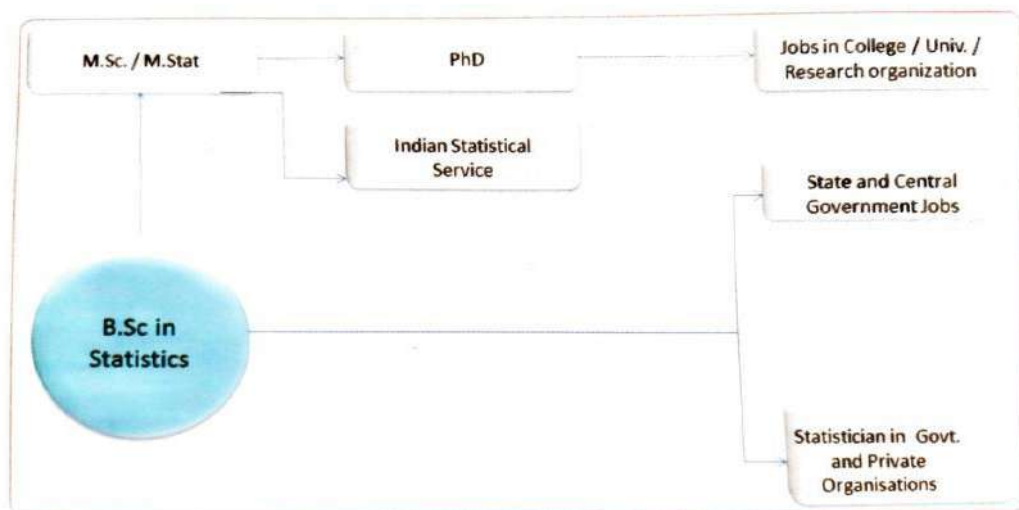 M.Sc. / M.Stat
PhD
Jobs in College / Univ. /
Research organization
Indian Statistical
Service
State and Central
Government Jobs
B.Sc in
Statistics
Statistician in Govt.
and Private
Organisations